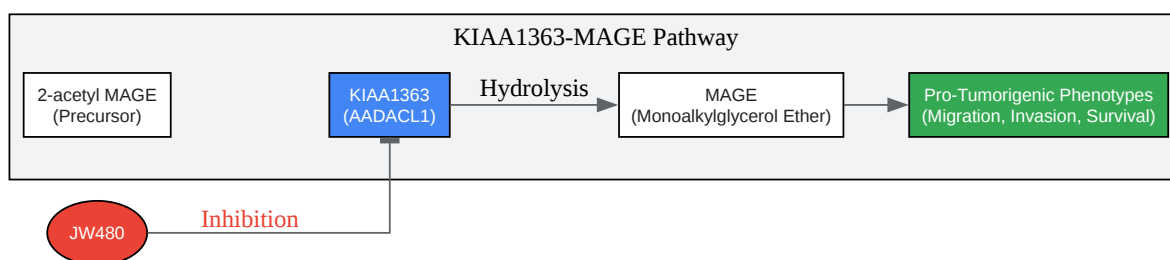 KIAA1363-MAGE Pathway
2-acetyl MAGE
(Precursor)
KIAA1363
(AADACL1)
Hydrolysis
MAGE
(Monoalkylglycerol Ether)
Pro-Tumorigenic Phenotypes
(Migration, Invasion, Survival)
JW480
Inhibition